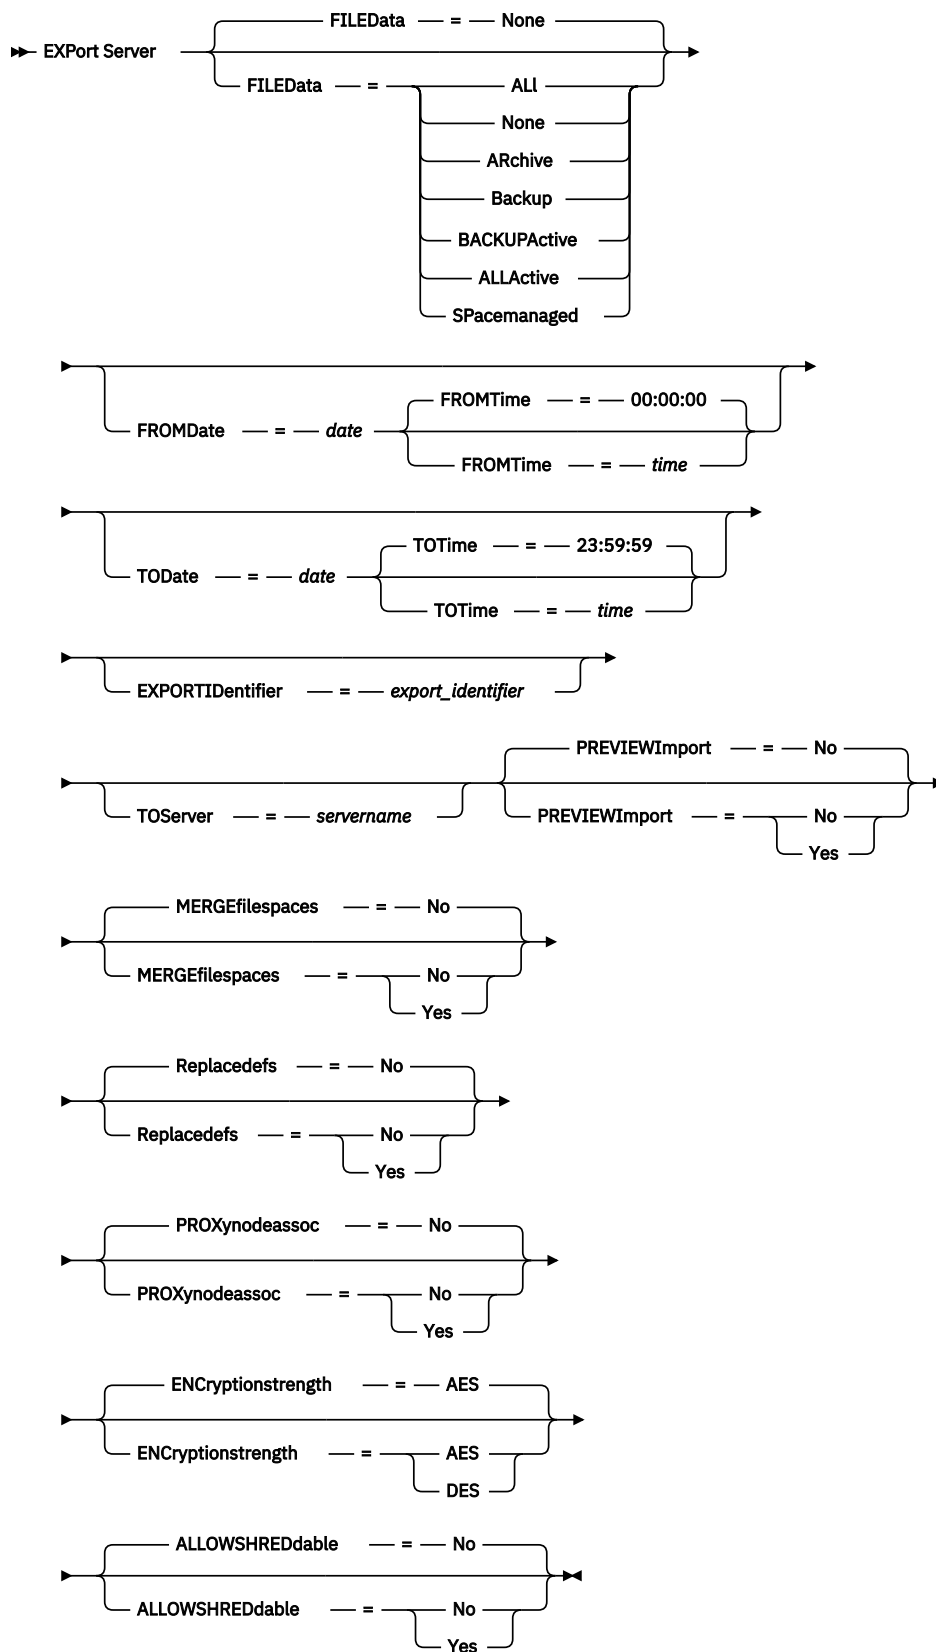 FILEData = None
EXPort Server
FILEData = ALl
None
ARchive
Backup
BACKUPActive
ALLActive
SPacemanaged
FROMTime = 00:00:00
FROMDate = date
FROMTime = time
TOTime = 23:59:59
TODate = date
TOTime = time
EXPORTIDentifier = export_identifier
PREVIEWImport = No
TOServer = servername PREVIEWImport = No
Yes
MERGEfilespaces = No
MERGEfilespaces = No
Yes
Replacedefs = No
Replacedefs = No
Yes
PROXynodeassoc = No
PROXynodeassoc = No
Yes
ENCryptionstrength = AES
ENCryptionstrength = AES
DES
ALLOWSHREDdable = No
ALLOWSHREDdable = No
Yes